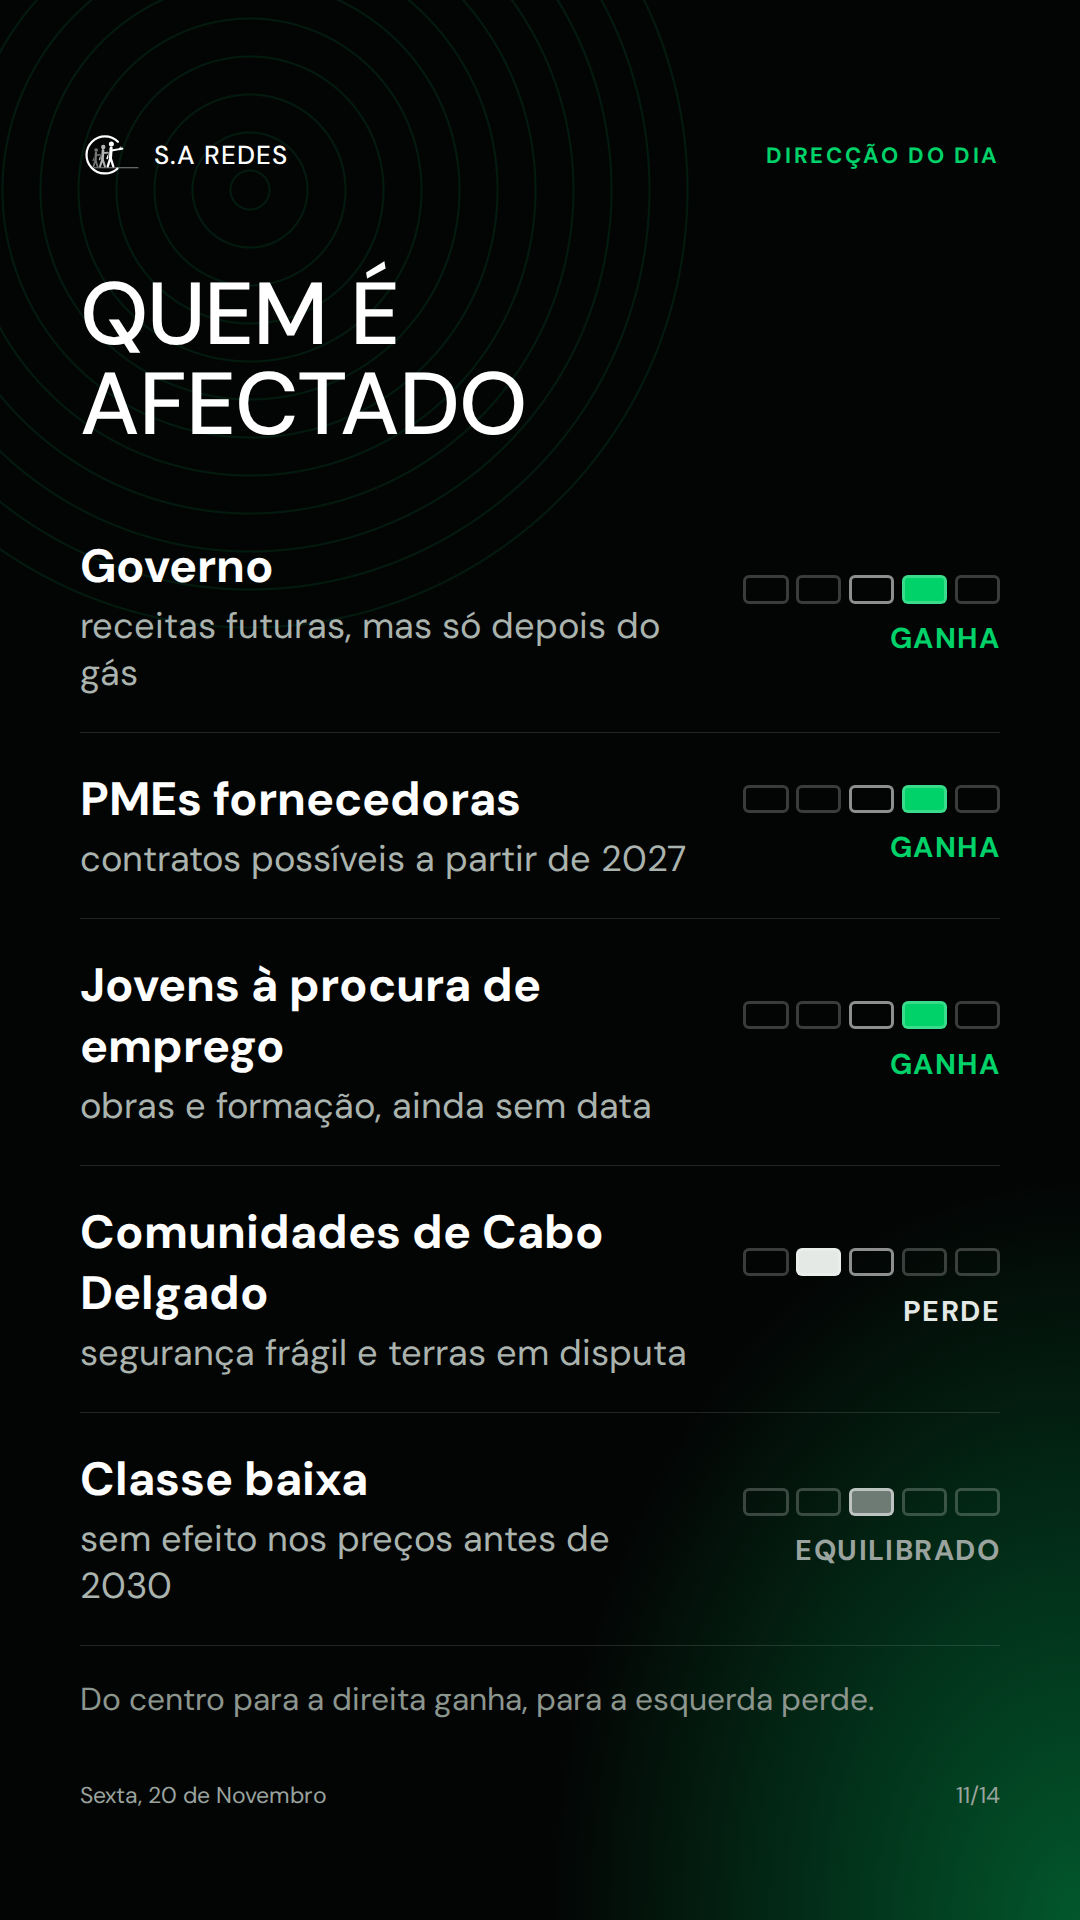 S.A REDES
DIRECÇÃO DO DIA
QUEM É
AFECTADO
Governo
receitas futuras, mas só depois do
gás
GANHA
PMEs fornecedoras
contratos possíveis a partir de 2027
GANHA
Jovens à procura de
emprego
obras e formação, ainda sem data
GANHA
Comunidades de Cabo
Delgado
segurança frágil e terras em disputa
PERDE
Classe baixa
sem efeito nos preços antes de
2030
EQUILIBRADO
Do centro para a direita ganha, para a esquerda perde.
Sexta, 20 de Novembro
11/14